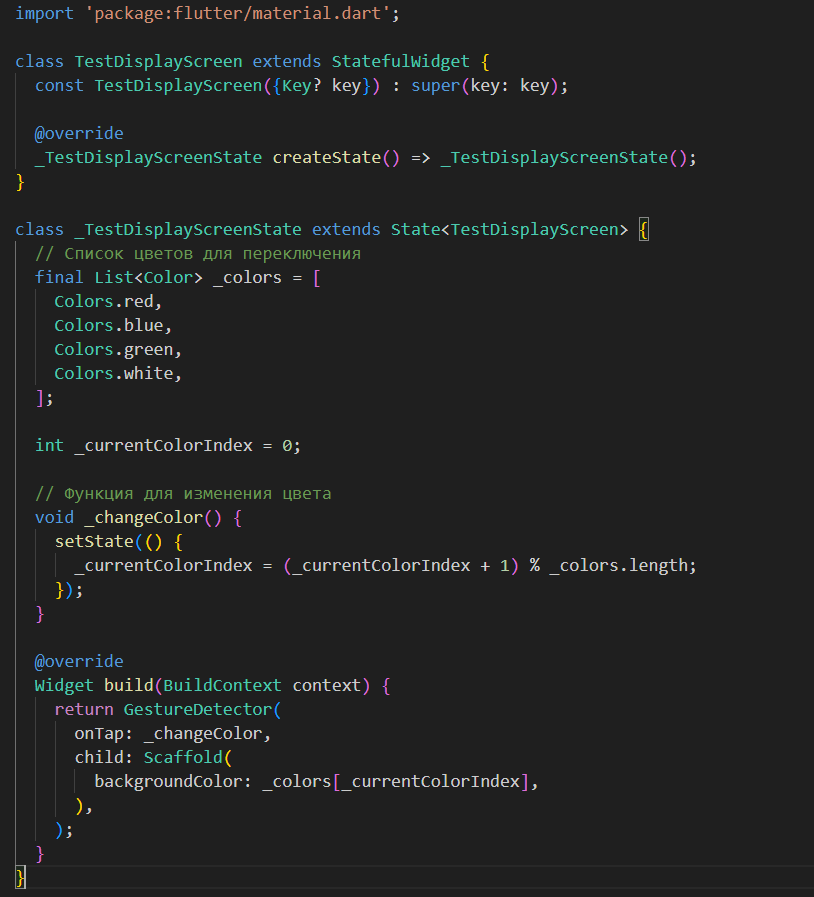 import 'package:flutter/material.dart';
class TestDisplayScreen extends StatefulWidget {
const TestDisplayScreen({Key? key}) : super(key: key);
@override
_TestDisplayScreenState createState() => _TestDisplayScreenState();
}
class _TestDisplayScreenState extends State<TestDisplayScreen> {
// Список цветов для переключения
final List<Color> _colors = [
Colors.red,
Colors.blue,
Colors.green,
Colors.white,
];
int _currentColorIndex = 0;
// Функция для изменения цвета
void _changeColor() {
setState(() {
_currentColorIndex = (_currentColorIndex + 1) % _colors.length;
});
}
@override
Widget build(BuildContext context) {
return GestureDetector(
onTap: _changeColor,
child: Scaffold(
backgroundColor: _colors[_currentColorIndex],
),
);
}
}